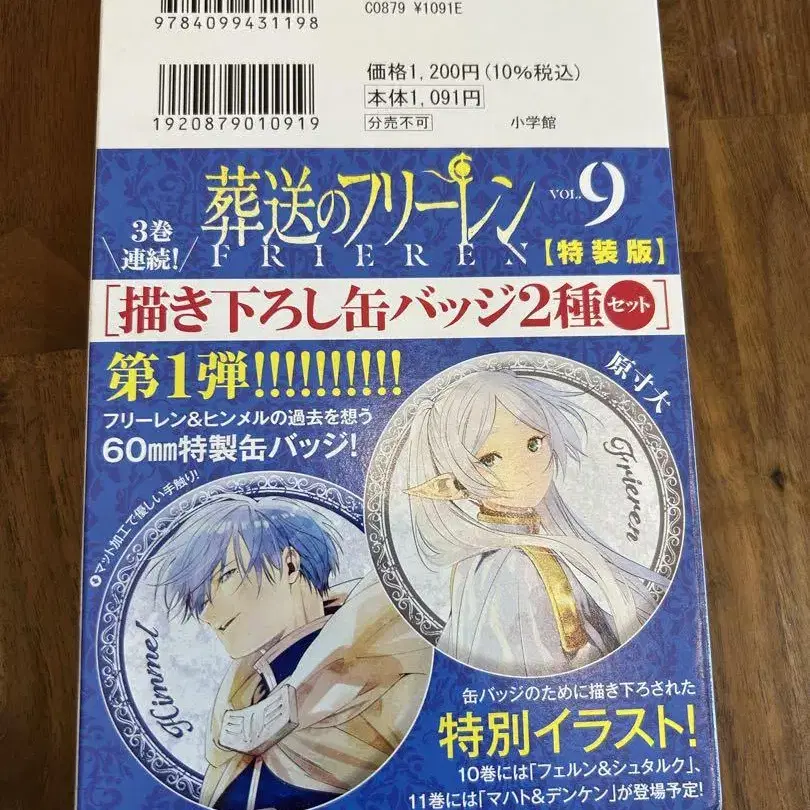 9784099431198
C0879 ¥1091E
1920879010919
価格1,200円(10%税込)
本体1,091円
分売不可
小学館
3巻
連続!
葬送のフリーレン
FRIEREN
VOL.9
【特装版】
[描き下ろし缶バッジ2種セット]
第1弾!!!!!!!!!!
フリーレン&ヒンメルの過去を想う
60mm特製缶バッジ!
原寸大
Frieren
マット加工で優しい手触り!
Himmel
缶バッジのために描き下ろされた
特別イラスト!
10巻には「フェルン&シュタルク」、
11巻には「マハト&デンケン」が登場予定!